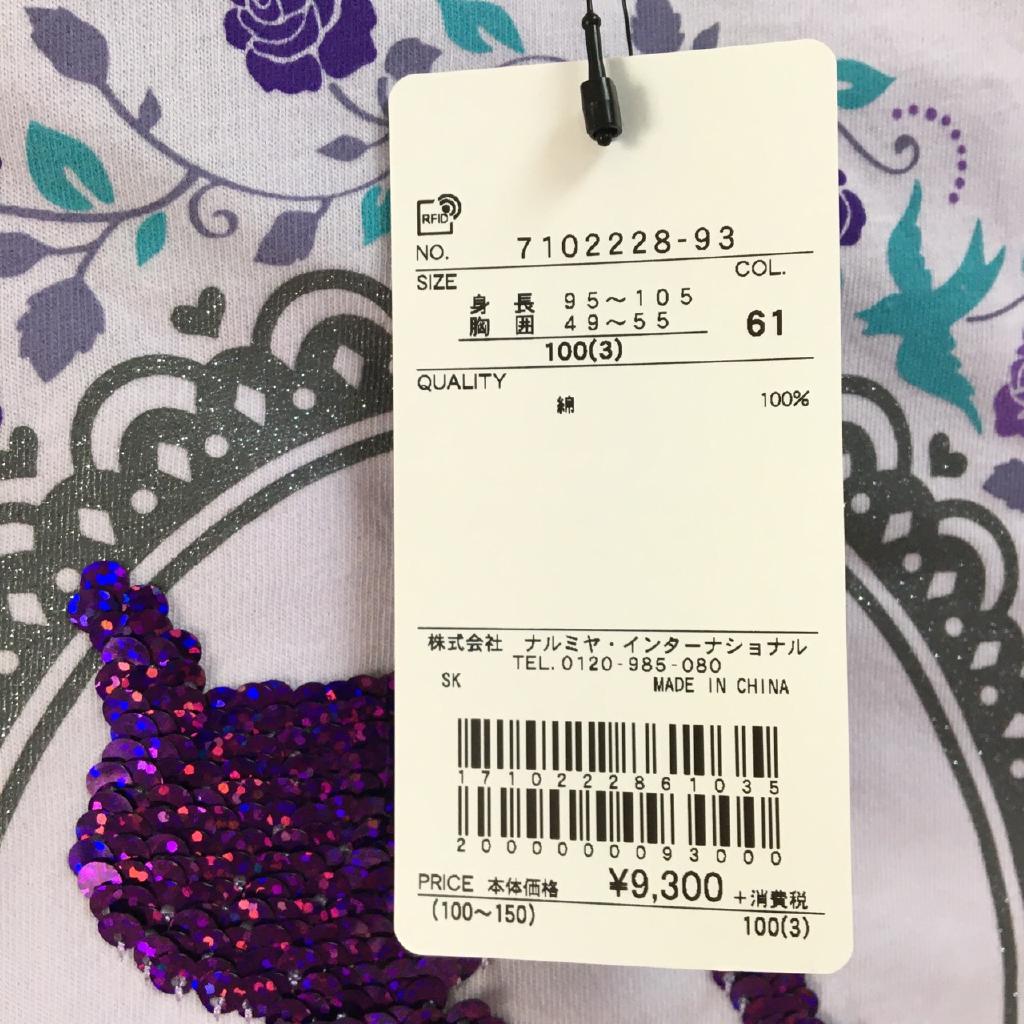 RFID
NO. 7102228-93
SIZE COL.
身 長 95～105
胸 囲 49～55 61
100(3)
QUALITY
綿 100%
株式会社 ナルミヤ・インターナショナル
TEL.0120-985-080
SK MADE IN CHINA
1710222861035
2000000093000
PRICE 本体価格 ¥9,300 +消費税
(100～150) 100(3)